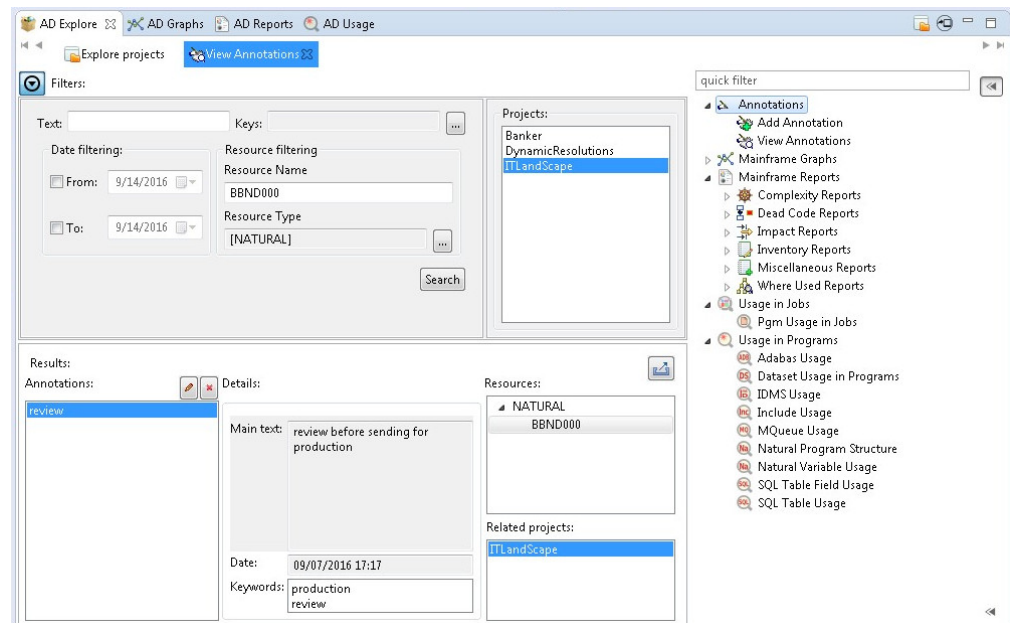 AD Explore AD Graphs AD Reports AD Usage
Explore projects View Annotations
Filters:
Text: Keys: ...
Date filtering:
From: 9/14/2016
To: 9/14/2016
Resource filtering
Resource Name
BBND000
Resource Type
[NATURAL] ...
Search
Projects:
Banker
DynamicResolutions
ITLandScape
Results:
Annotations:
review
Details:
Main text: review before sending for
production
Date: 09/07/2016 17:17
Keywords: production
review
Resources:
NATURAL
BBND000
Related projects:
ITLandScape
quick filter
Annotations
Add Annotation
View Annotations
Mainframe Graphs
Mainframe Reports
Complexity Reports
Dead Code Reports
Impact Reports
Inventory Reports
Miscellaneous Reports
Where Used Reports
Usage in Jobs
Pgm Usage in Jobs
Usage in Programs
Adabas Usage
Dataset Usage in Programs
IDMS Usage
Include Usage
MQueue Usage
Natural Program Structure
Natural Variable Usage
SQL Table Field Usage
SQL Table Usage